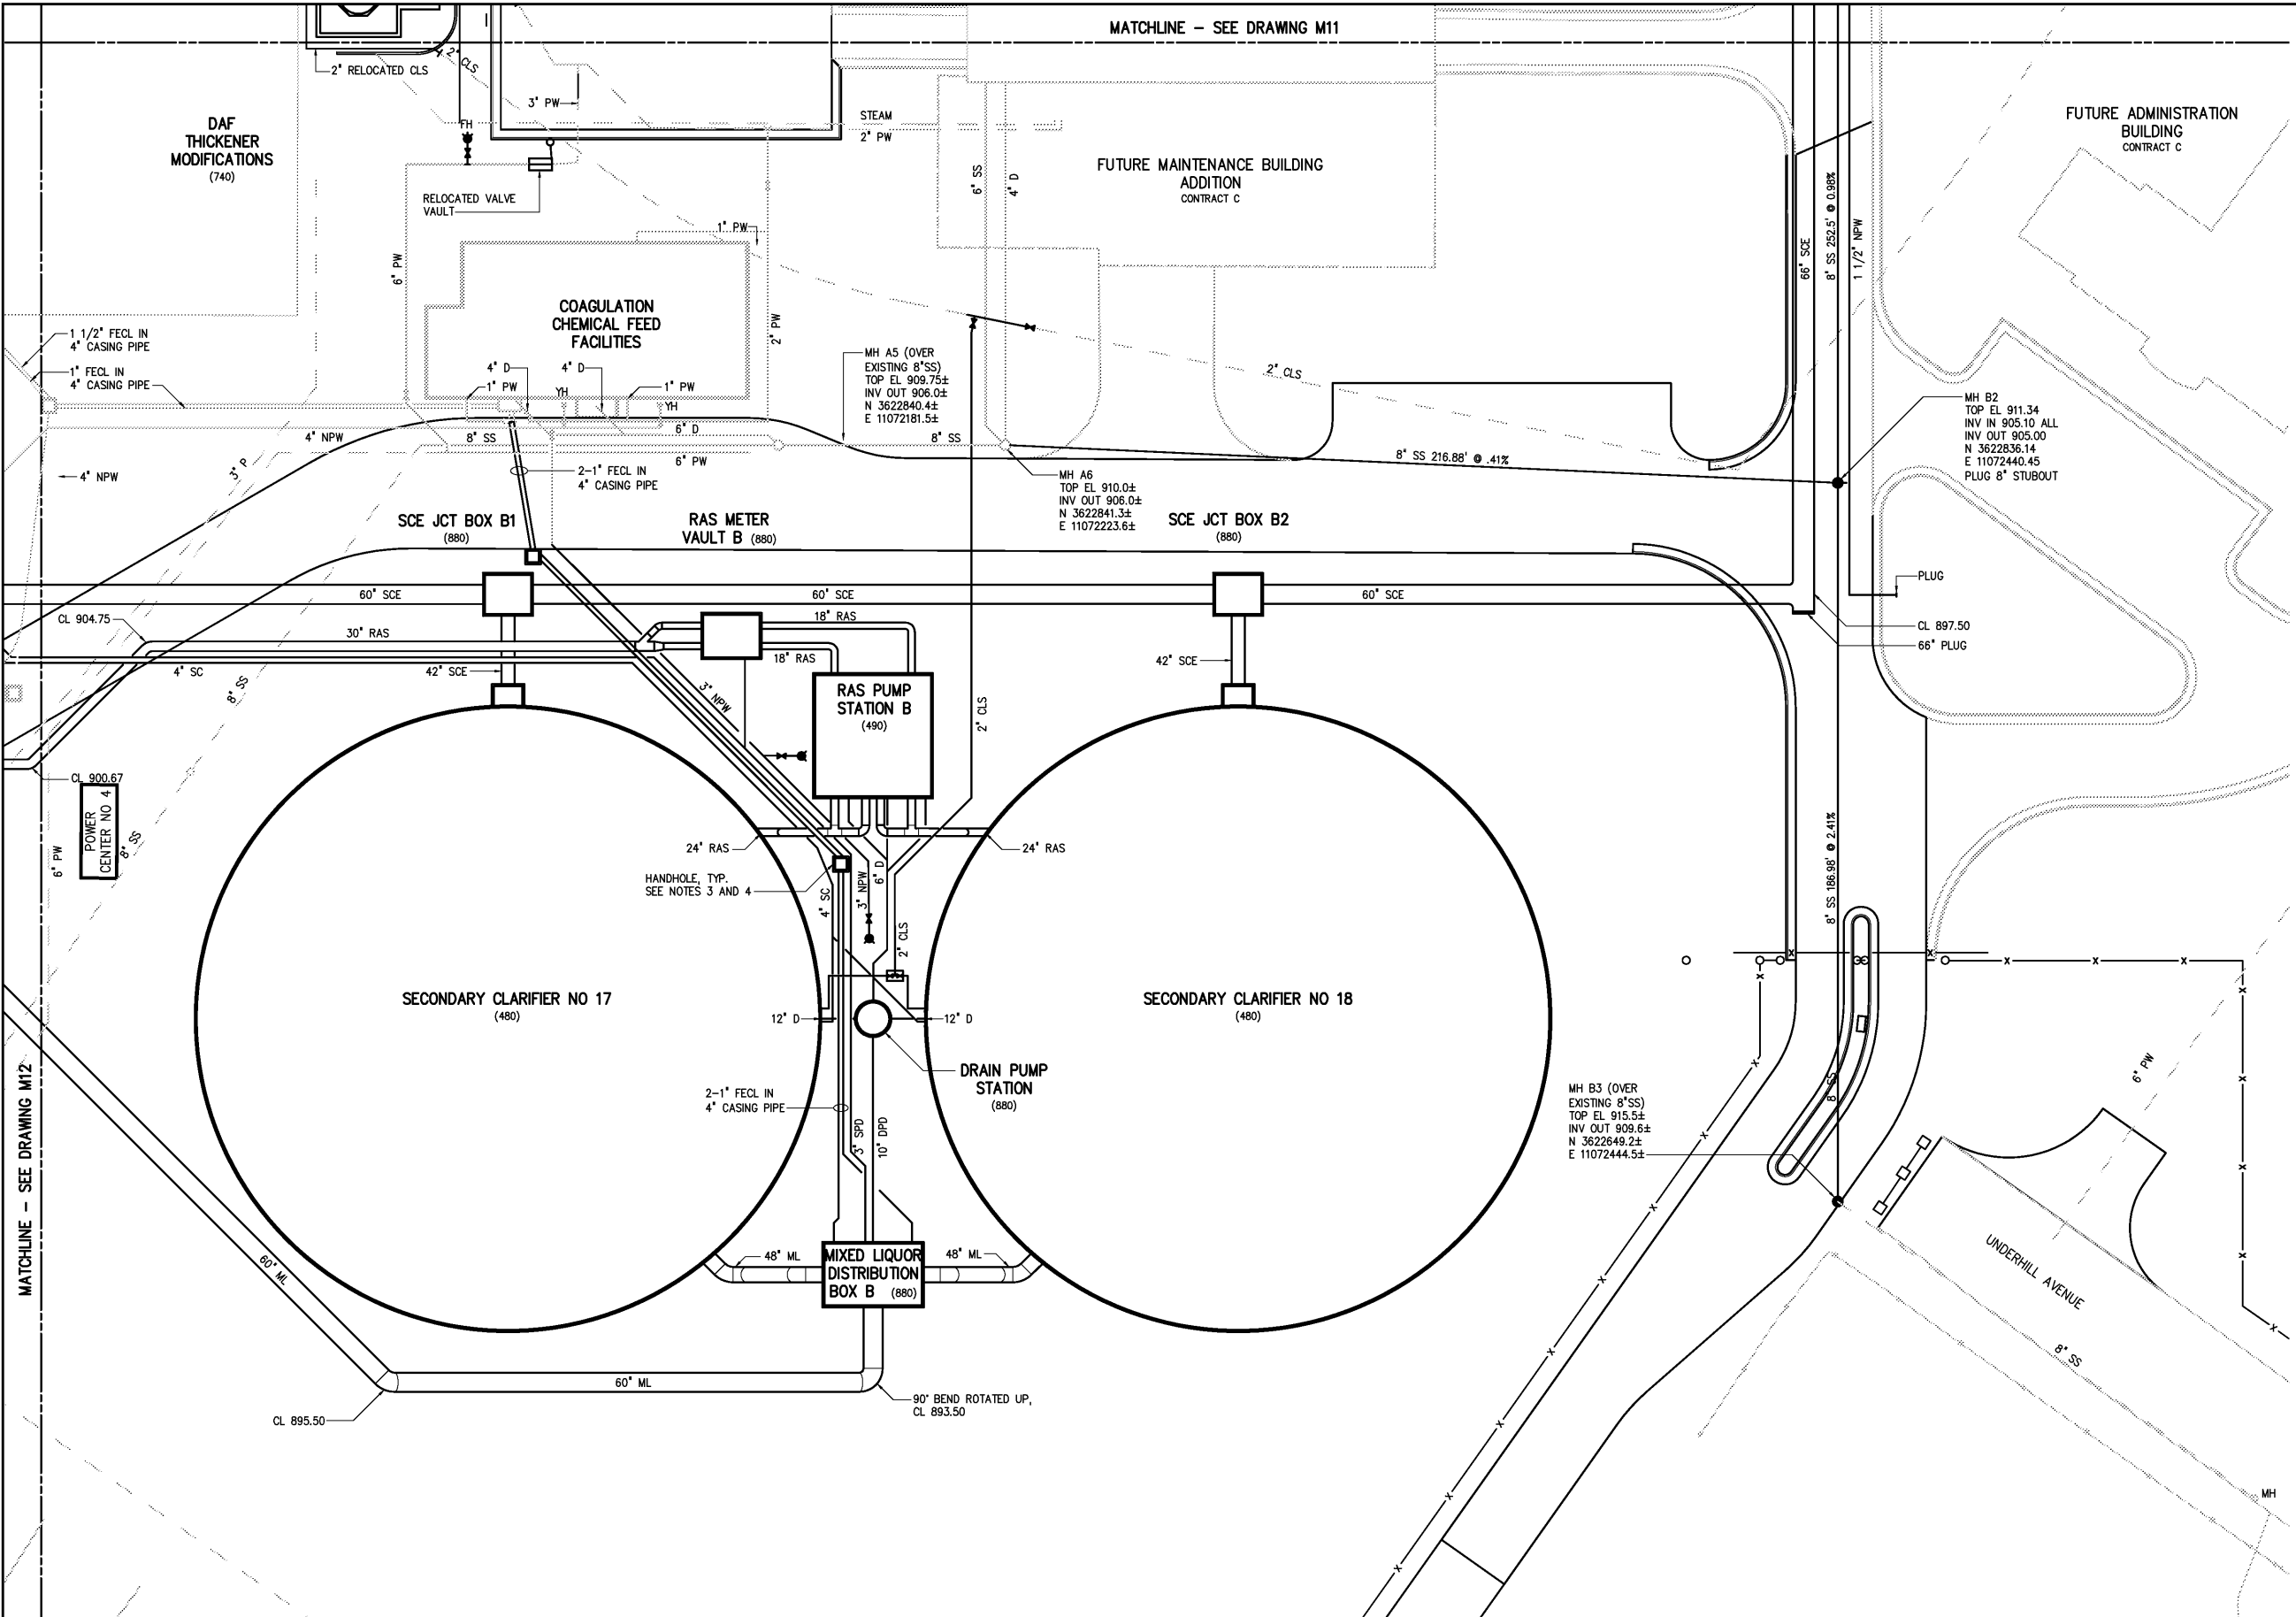 MATCHLINE – SEE DRAWING M11
2" RELOCATED CLS
1.2" CLS
3" PW
FH
STEAM
2" PW
DAF
THICKENER
MODIFICATIONS
(740)
RELOCATED VALVE
VAULT
6" SS
4" D
FUTURE MAINTENANCE BUILDING
ADDITION
CONTRACT C
FUTURE ADMINISTRATION
BUILDING
CONTRACT C
66" SCE
8" SS 252.5' @ 0.98%
1 1/2" NPW
6" PW
1" PW
2" PW
COAGULATION
CHEMICAL FEED
FACILITIES
1 1/2" FECL IN
4" CASING PIPE
1" FECL IN
4" CASING PIPE
4" D
4" D
1" PW
YH
1" PW
YH
MH A5 (OVER
EXISTING 8"SS)
TOP EL 909.75±
INV OUT 906.0±
N 3622840.4±
E 11072181.5±
2" CLS
MH B2
TOP EL 911.34
INV IN 905.10 ALL
INV OUT 905.00
N 3622836.14
E 11072440.45
PLUG 8" STUBOUT
4" NPW
8" SS
6" D
6" PW
8" SS
8" SS 216.88' @ .41%
3" P
4" NPW
2-1" FECL IN
4" CASING PIPE
MH A6
TOP EL 910.0±
INV OUT 906.0±
N 3622841.3±
E 11072223.6±
SCE JCT BOX B1
(880)
RAS METER
VAULT B (880)
SCE JCT BOX B2
(880)
PLUG
60" SCE
60" SCE
60" SCE
CL 904.75
30" RAS
18" RAS
18" RAS
CL 897.50
66" PLUG
4" SC
42" SCE
42" SCE
8" SS
3" NPW
RAS PUMP
STATION B
(490)
2" CLS
CL 900.67
POWER
CENTER NO 4
6" PW
8" SS
24" RAS
24" RAS
HANDHOLE, TYP.
SEE NOTES 3 AND 4
4" SC
3" NPW
6" D
2" CLS
8" SS 186.98' @ 2.41%
SECONDARY CLARIFIER NO 17
(480)
SECONDARY CLARIFIER NO 18
(480)
12" D
12" D
DRAIN PUMP
STATION
(880)
2-1" FECL IN
4" CASING PIPE
3" SPD
10" DPD
MH B3 (OVER
EXISTING 8"SS)
TOP EL 915.5±
INV OUT 909.6±
N 3622649.2±
E 11072444.5±
8" SS
6" PW
MATCHLINE – SEE DRAWING M12
60" ML
48" ML
MIXED LIQUOR
DISTRIBUTION
BOX B (880)
48" ML
UNDERHILL AVENUE
8" SS
60" ML
90° BEND ROTATED UP,
CL 893.50
CL 895.50
MH